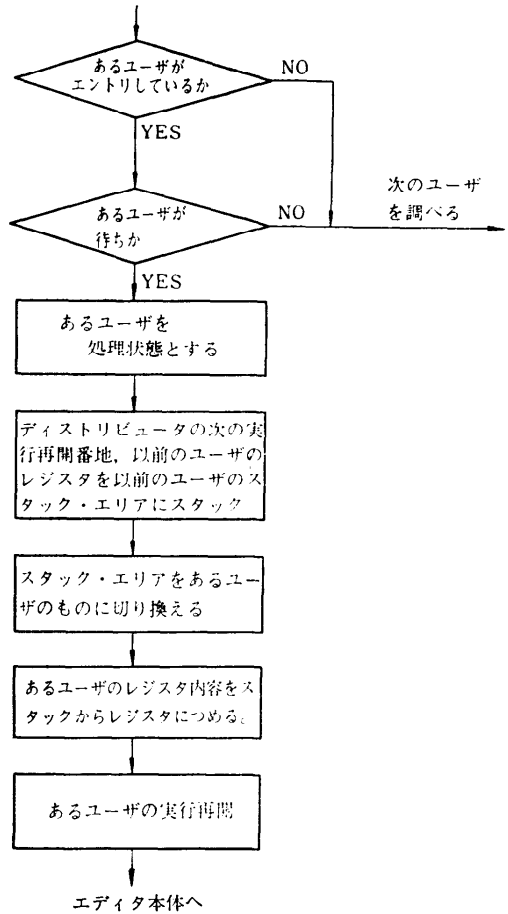 あるユーザが
エントリしているか
NO
YES
次のユーザ
を調べる
あるユーザが
待ちか
NO
YES
あるユーザを
処理状態とする
ディストリビュータの次の実
行再開番地,以前のユーザの
レジスタを以前のユーザのス
タック・エリアにスタック
スタック・エリアをあるユー
ザのものに切り換える
あるユーザのレジスタ内容をス
タックからレジスタにつめる。
あるユーザの実行再開
エディタ本体へ